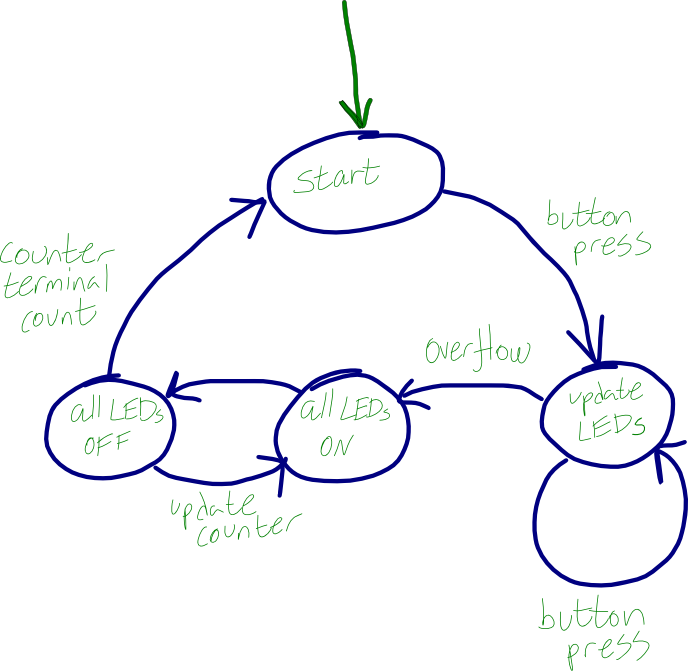 Start
button
press
counter
terminal
count
overflow
update
LEDs
all LEDs
OFF
all LEDs
ON
update
counter
button
press